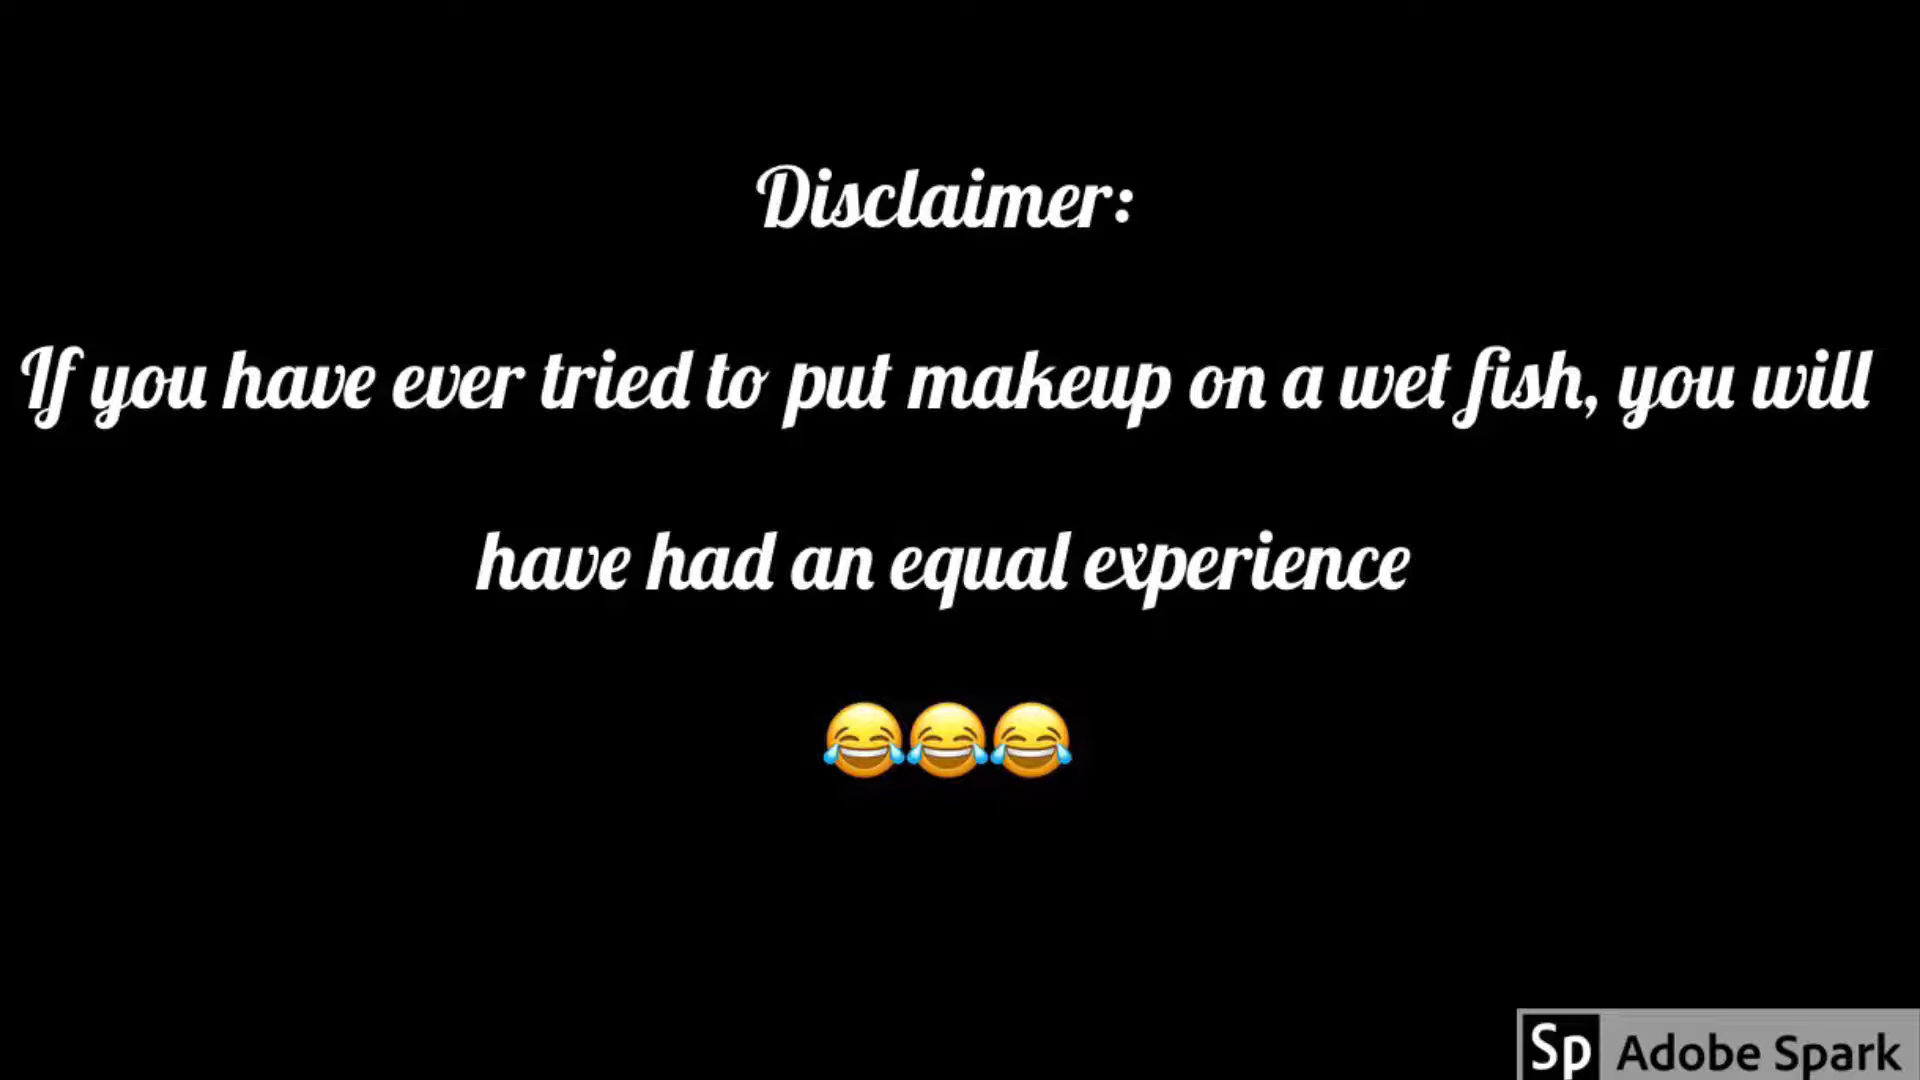 Disclaimer:
If you have ever tried to put makeup on a wet fish, you will
have had an equal experience
😂😂😂
Sp Adobe Spark